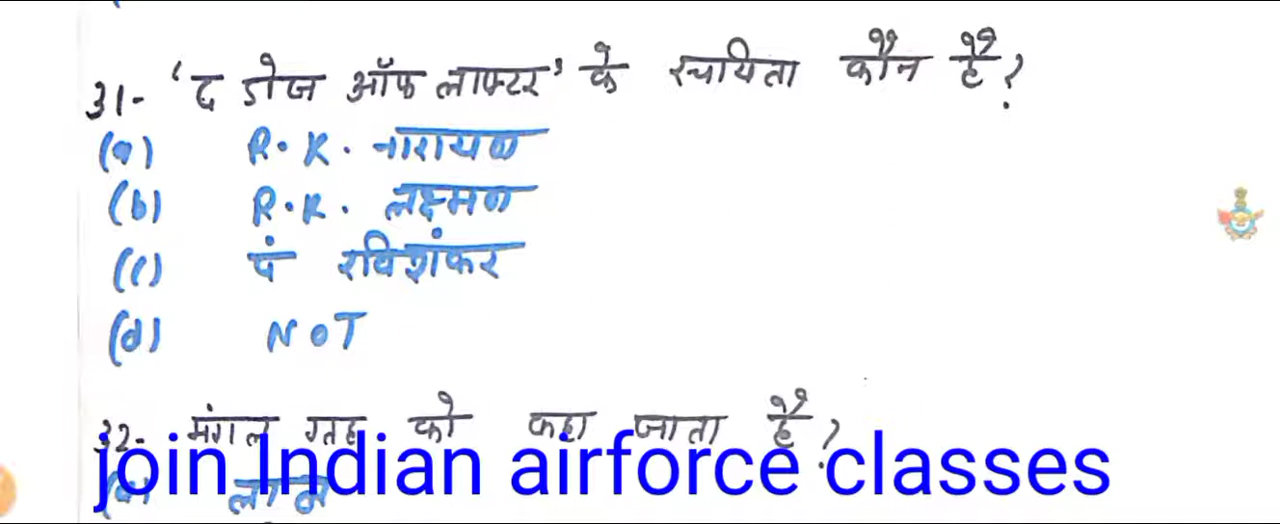 31- 'द डोज ऑफ लाफ्टर' के रचयिता कौन है?
(a) R.K. नारायण
(b) R.K. लक्ष्मण
(c) पं रविशंकर
(d) NOT
32- मंगल ग्रह को कहा जाता है?
join Indian airforce classes
(a) लाल